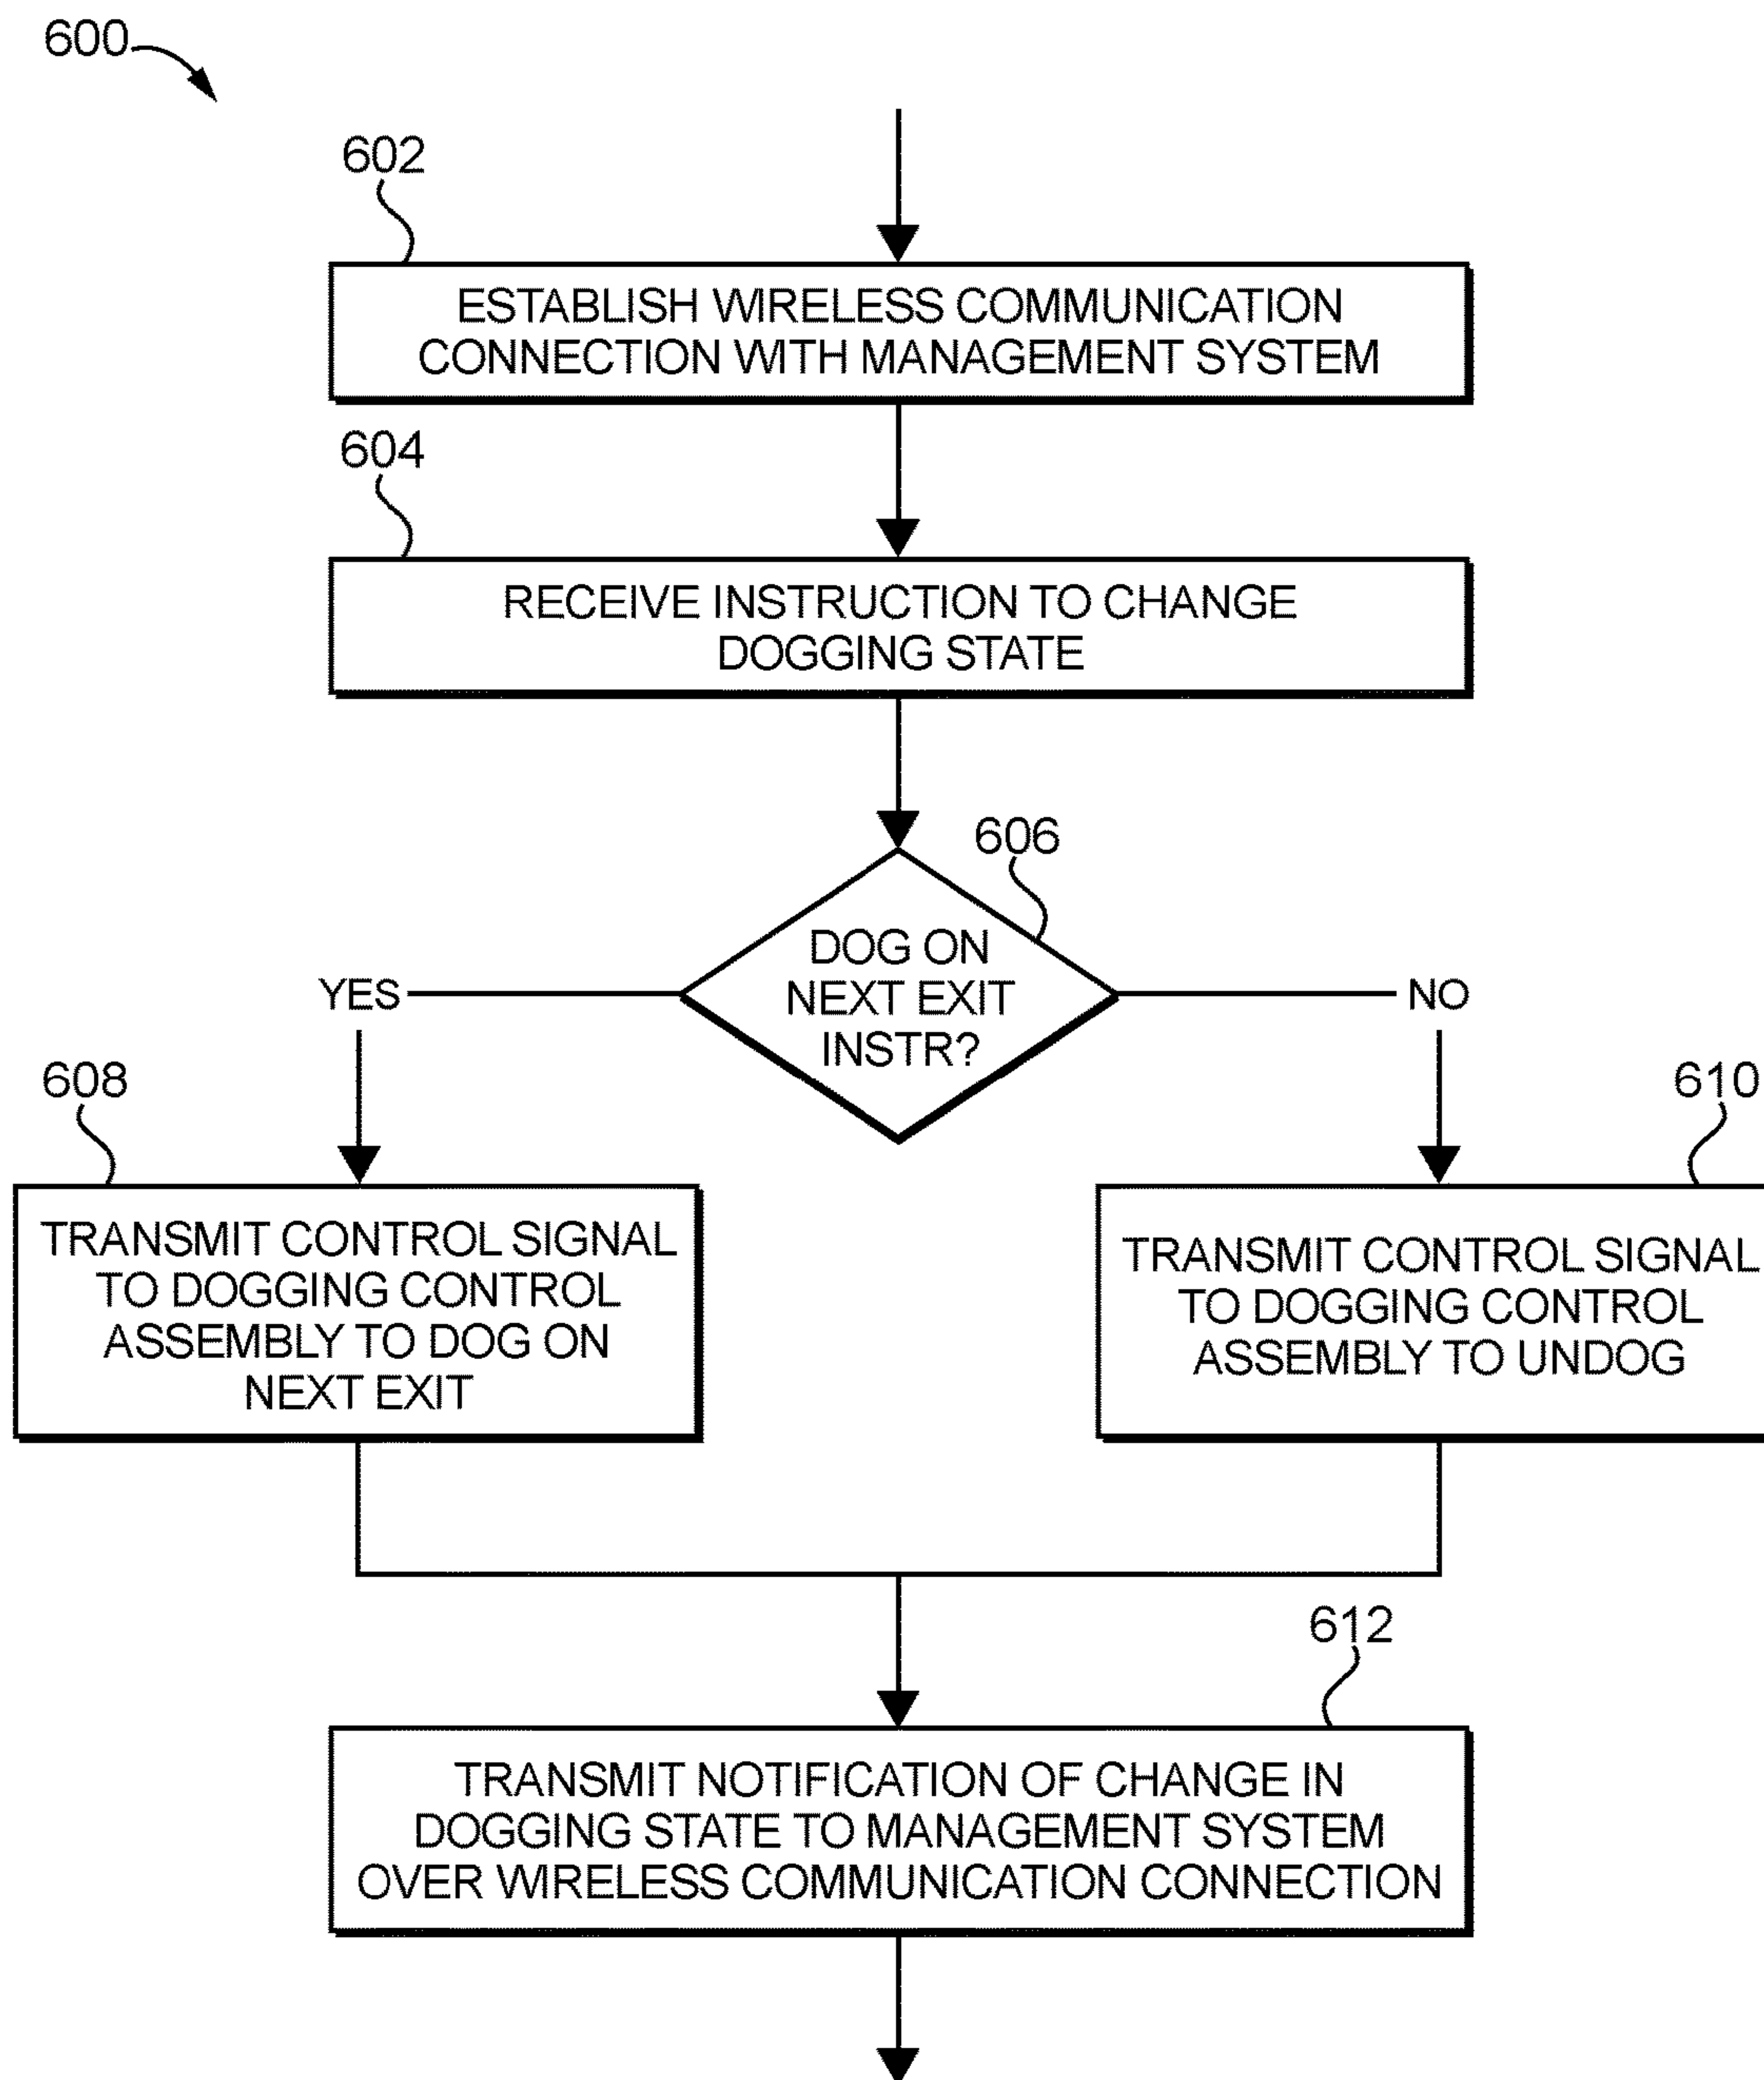 600
602
ESTABLISH WIRELESS COMMUNICATION
CONNECTION WITH MANAGEMENT SYSTEM
604
RECEIVE INSTRUCTION TO CHANGE
DOGGING STATE
606
DOG ON
NEXT EXIT
INSTR?
YES
NO
608
TRANSMIT CONTROL SIGNAL
TO DOGGING CONTROL
ASSEMBLY TO DOG ON
NEXT EXIT
610
TRANSMIT CONTROL SIGNAL
TO DOGGING CONTROL
ASSEMBLY TO UNDOG
612
TRANSMIT NOTIFICATION OF CHANGE IN
DOGGING STATE TO MANAGEMENT SYSTEM
OVER WIRELESS COMMUNICATION CONNECTION